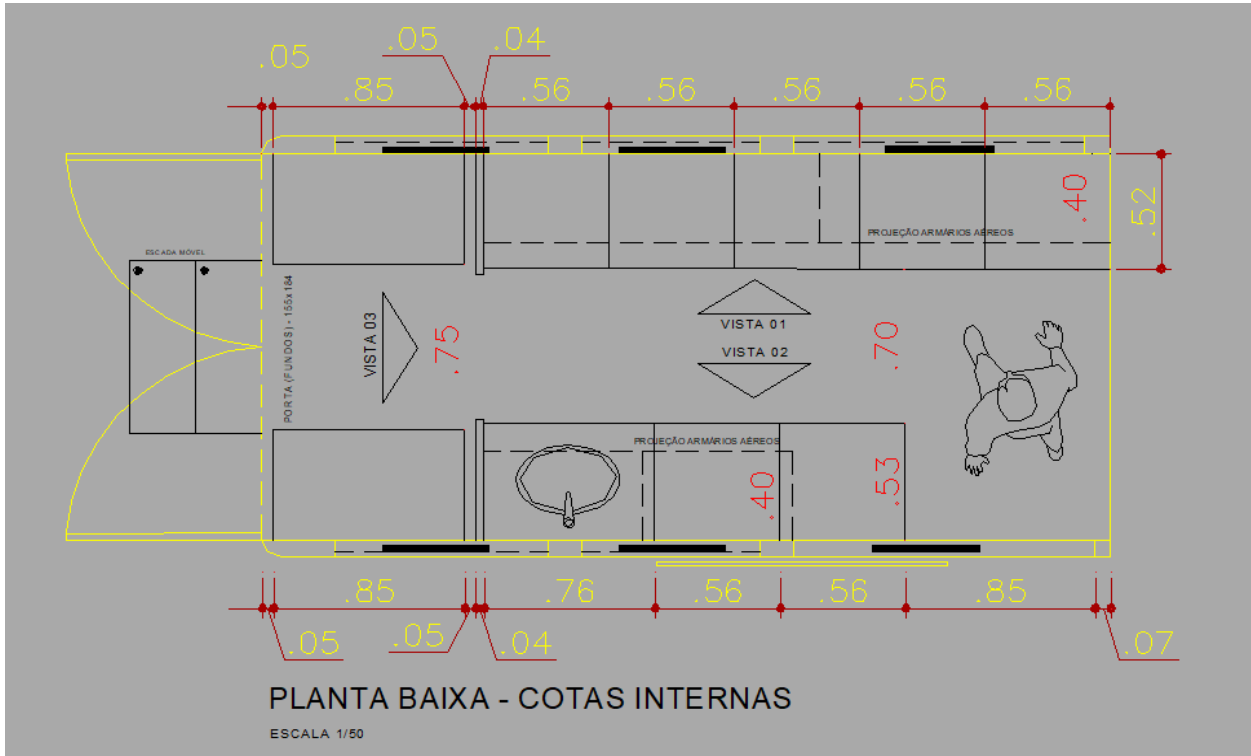 .05 .04
.05
.85 .56 .56 .56 .56 .56
.40
.52
PROJEÇÃO ARMÁRIOS AÉREOS
ESCADA MÓVEL
PORTA (FUNDOS) - 155x184
VISTA 03
.75
VISTA 01
VISTA 02
.70
PROJEÇÃO ARMÁRIOS AÉREOS
.40
.53
.85 .76 .56 .56 .85
.05 .05 .04 .07
PLANTA BAIXA - COTAS INTERNAS
ESCALA 1/50